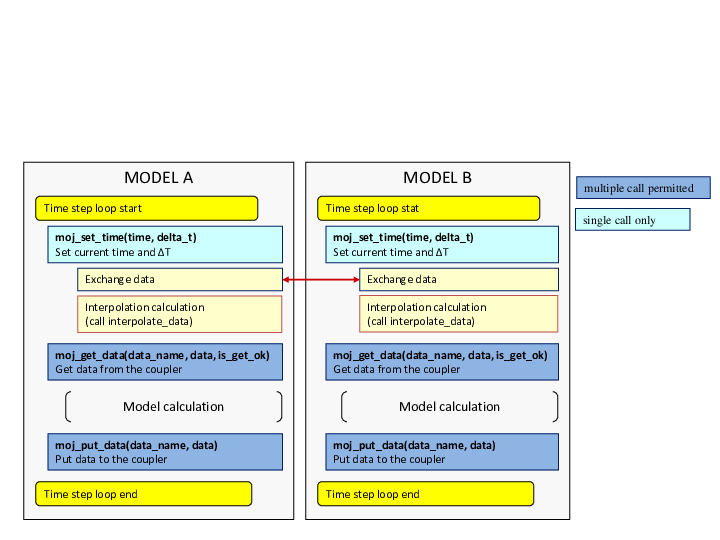 MODEL A
Time step loop start
moj_set_time(time, delta_t)
Set current time and ΔT
Exchange data
Interpolation calculation
(call interpolate_data)
moj_get_data(data_name, data, is_get_ok)
Get data from the coupler
Model calculation
moj_put_data(data_name, data)
Put data to the coupler
Time step loop end
MODEL B
Time step loop stat
moj_set_time(time, delta_t)
Set current time and ΔT
Exchange data
Interpolation calculation
(call interpolate_data)
moj_get_data(data_name, data, is_get_ok)
Get data from the coupler
Model calculation
moj_put_data(data_name, data)
Put data to the coupler
Time step loop end
multiple call permitted
single call only